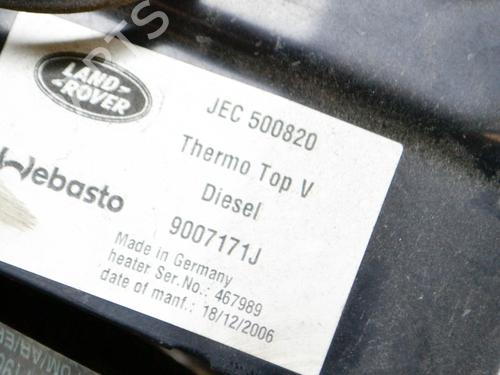 LAND
ROVER
JEC 500820
Thermo Top V
Webasto
Diesel
9007171J
Made in Germany
heater Ser.No.: 467989
date of manf.: 18/12/2006